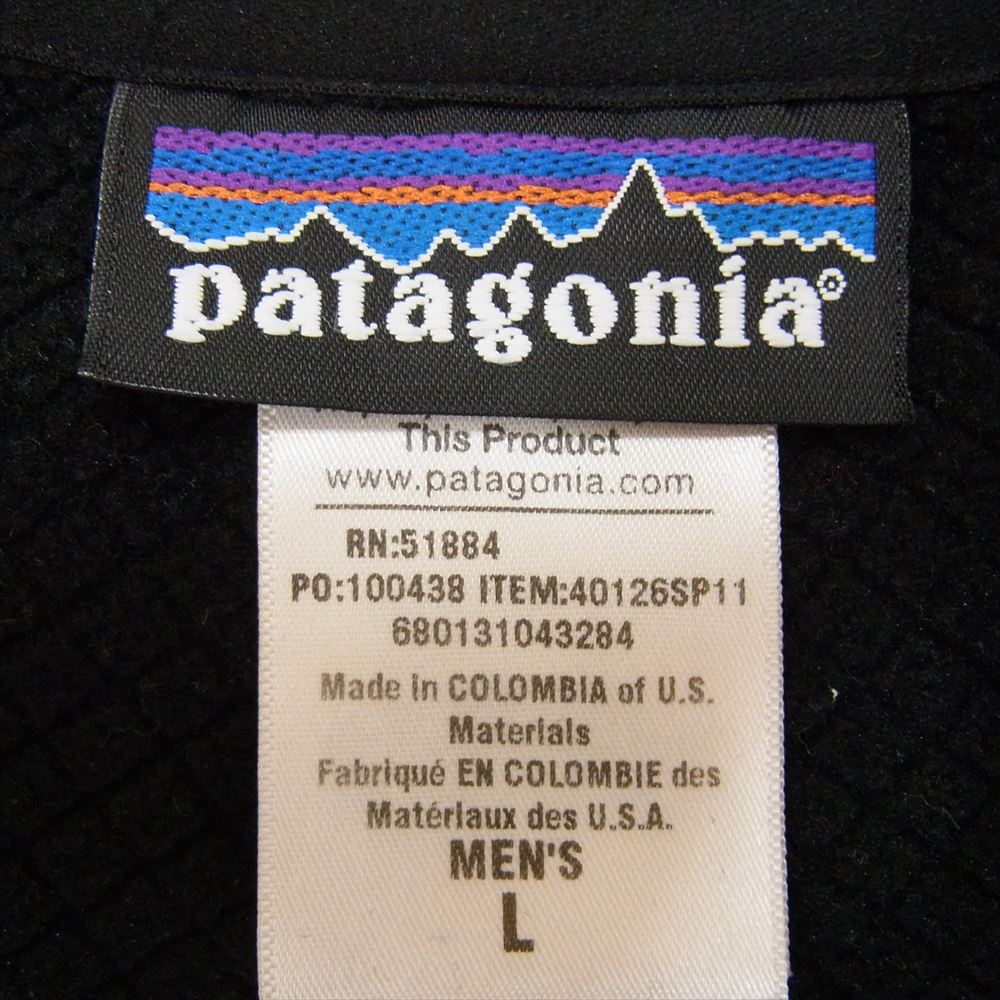 patagonia®
This Product
www.patagonia.com
RN:51884
PO:100438 ITEM:40126SP11
680131043284
Made in COLOMBIA of U.S.
Materials
Fabriqué EN COLOMBIE des
Matériaux des U.S.A.
MEN'S
L